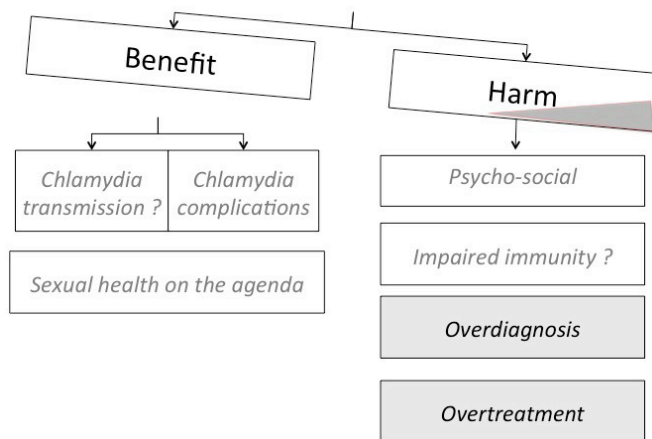 Benefit
Harm
Chlamydia
transmission ?
Chlamydia
complications
Sexual health on the agenda
Psycho-social
Impaired immunity ?
Overdiagnosis
Overtreatment